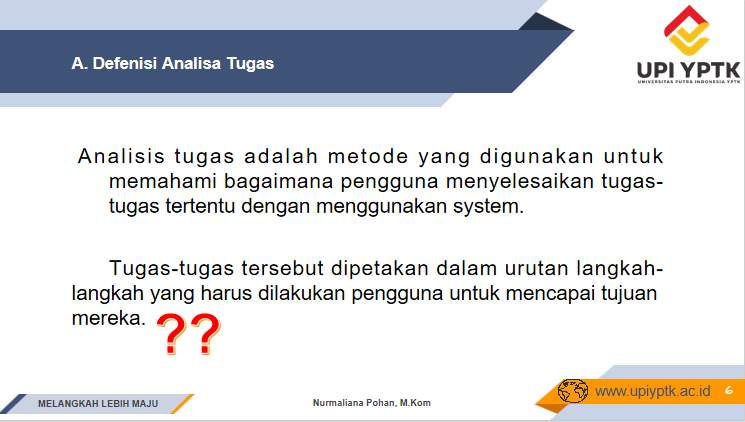 A. Defenisi Analisa Tugas
UPI YPTK
UNIVERSITAS PUTRA INDONESIA YPTK
Analisis tugas adalah metode yang digunakan untuk
memahami bagaimana pengguna menyelesaikan tugas-
tugas tertentu dengan menggunakan system.
Tugas-tugas tersebut dipetakan dalam urutan langkah-
langkah yang harus dilakukan pengguna untuk mencapai tujuan
mereka. ??
MELANGKAH LEBIH MAJU
Nurmaliana Pohan, M.Kom
www.upiyptk.ac.id 6